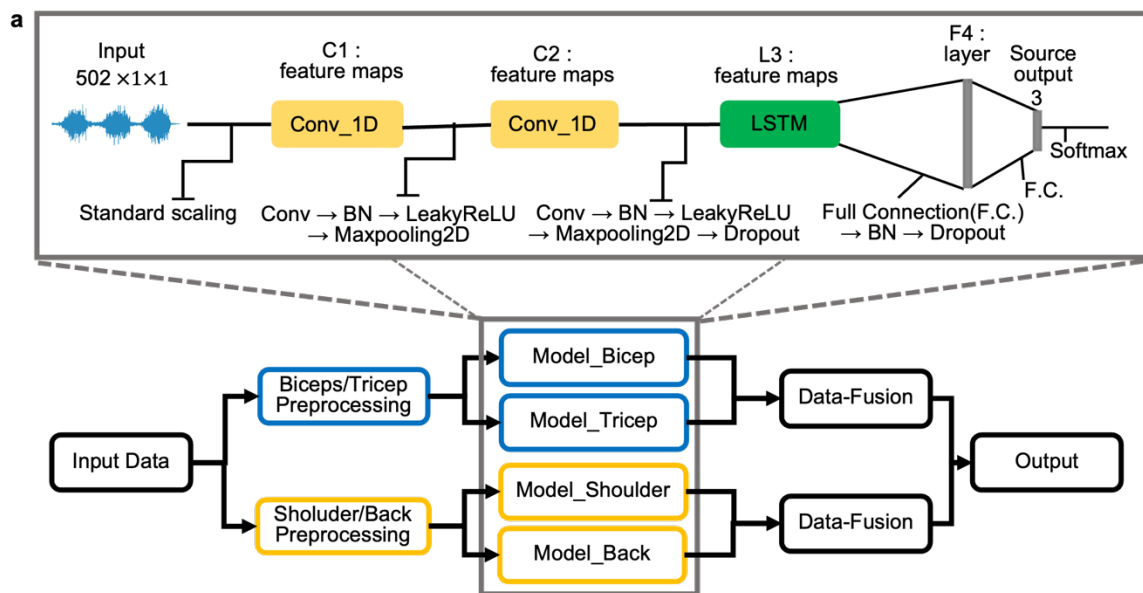 a
Input
502 ×1×1
C1 :
feature maps
C2 :
feature maps
L3 :
feature maps
F4 :
layer
Source
output
3
Conv_1D
Conv_1D
LSTM
Softmax
F.C.
Standard scaling
Conv → BN → LeakyReLU
→ Maxpooling2D
Conv → BN → LeakyReLU
→ Maxpooling2D → Dropout
Full Connection(F.C.)
→ BN → Dropout
Input Data
Biceps/Tricep
Preprocessing
Sholuder/Back
Preprocessing
Model_Bicep
Model_Tricep
Model_Shoulder
Model_Back
Data-Fusion
Data-Fusion
Output